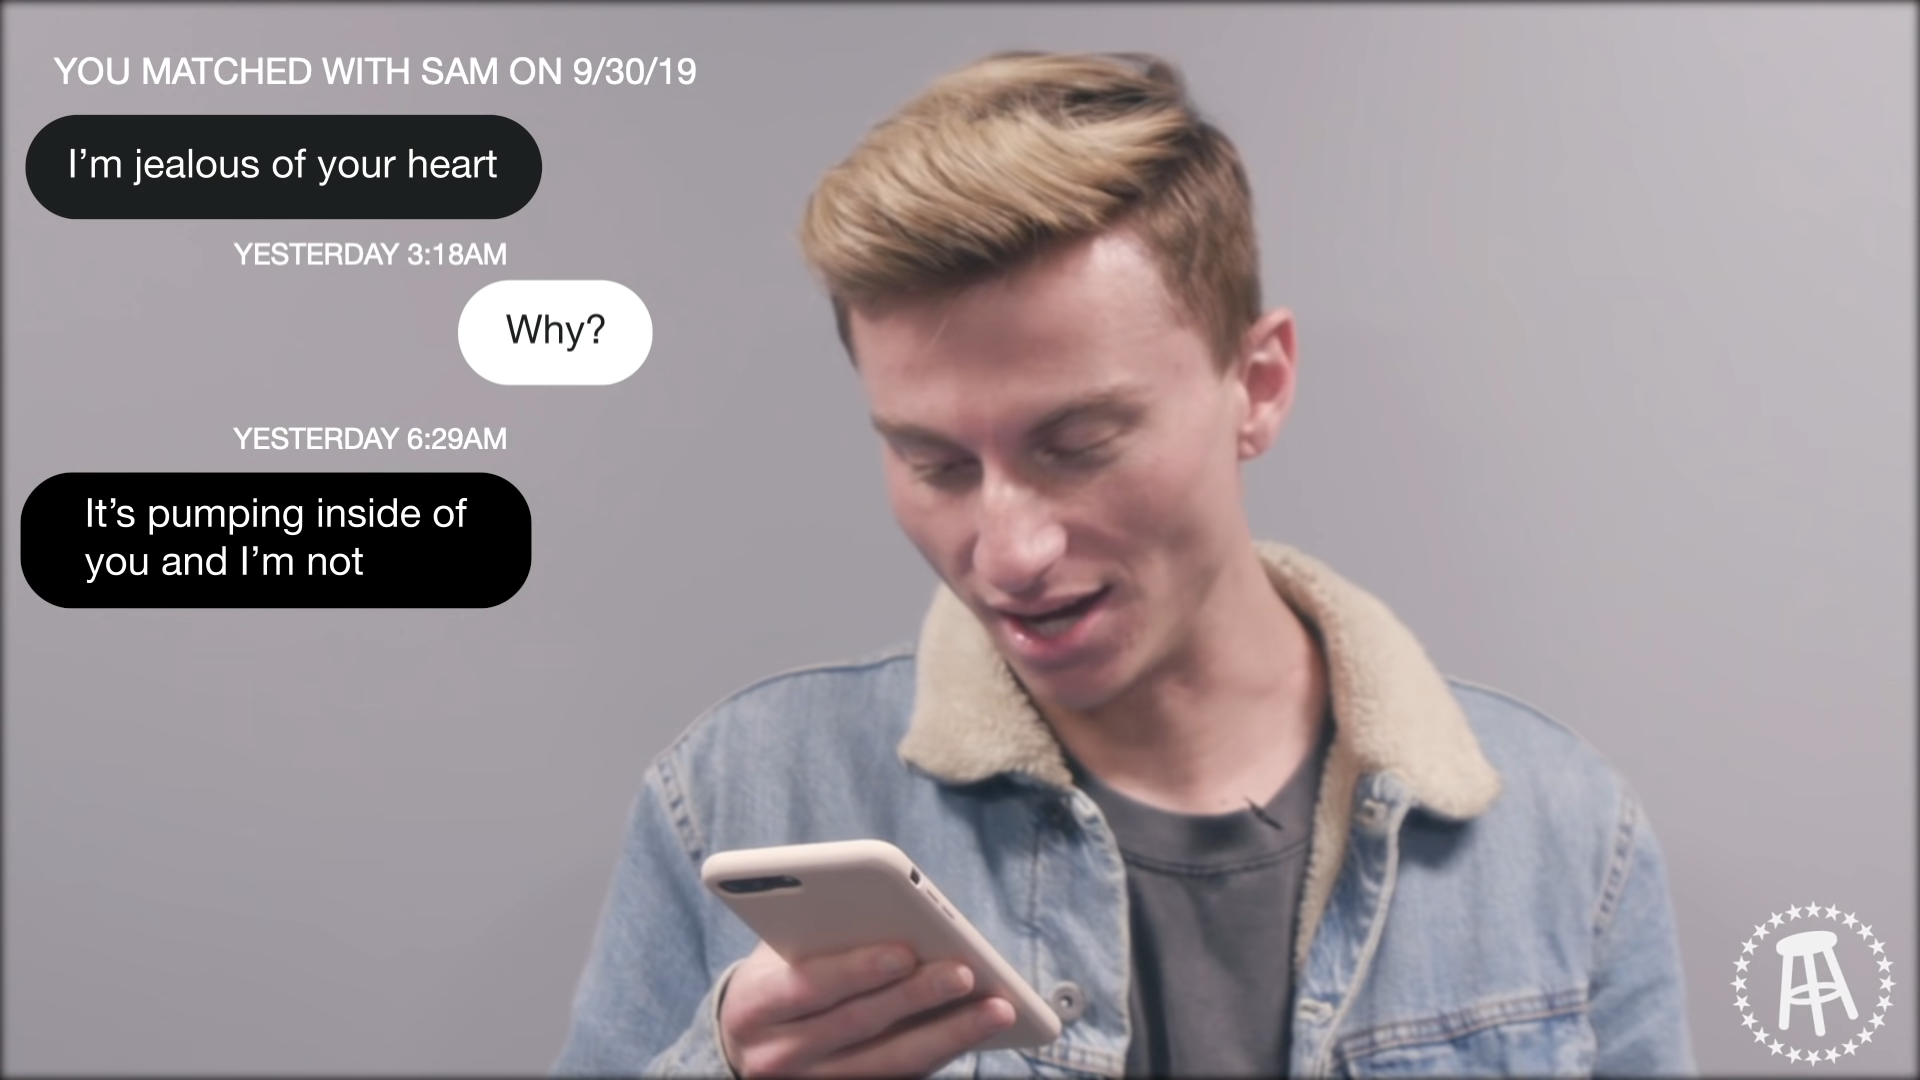 YOU MATCHED WITH SAM ON 9/30/19
I’m jealous of your heart
YESTERDAY 3:18AM
Why?
YESTERDAY 6:29AM
It’s pumping inside of
you and I’m not